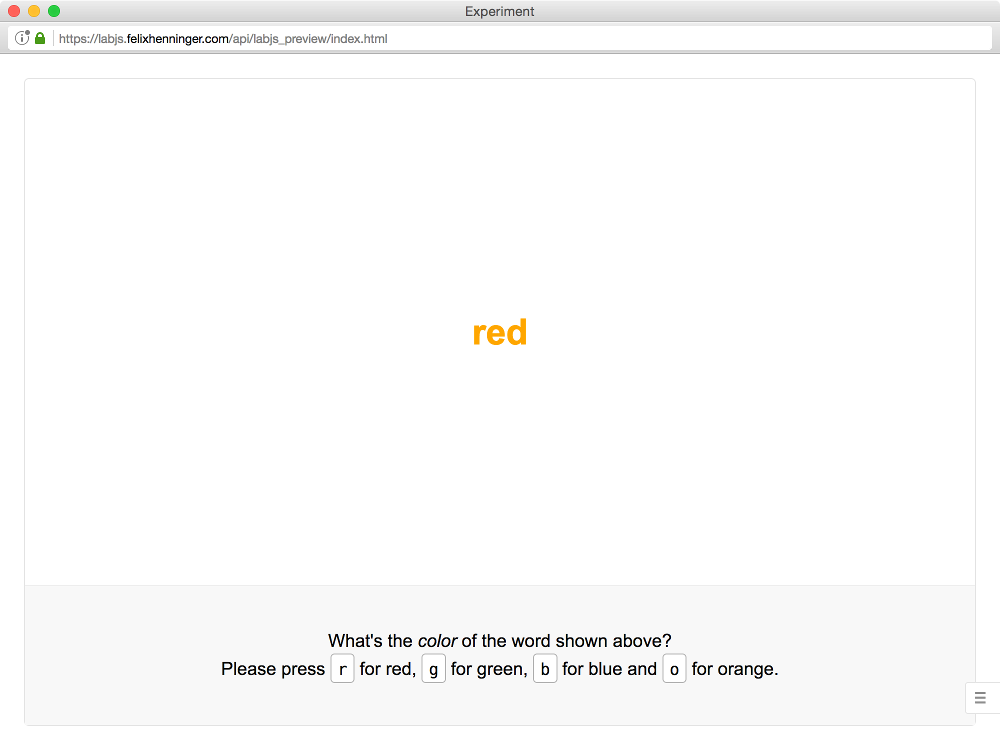 Experiment
https://labjs.felixhenninger.com/api/labjs_preview/index.html
red
What's the color of the word shown above?
Please press r for red, g for green, b for blue and o for orange.